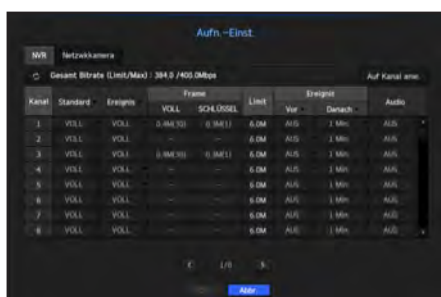 Aufn.-Einst.
NVR Netzwkkamera
Gesamt Bitrate (Limit/Max) : 384.0 /400.0Mbps Auf Kanal anw.
Kanal Standard Ereignis Frame Limit Ereignis Audio
VOLL SCHLÜSSEL Vor Danach
1 VOLL VOLL 6.0M AUS 1 Min AUS
2 VOLL VOLL - - 6.0M AUS 1 Min AUS
3 VOLL VOLL 6.0M AUS 1 Min AUS
4 VOLL VOLL - - 6.0M AUS 1 Min AUS
5 VOLL VOLL - - 6.0M AUS 1 Min AUS
6 VOLL VOLL - - 6.0M AUS 1 Min AUS
7 VOLL VOLL - - 6.0M AUS 1 Min AUS
8 VOLL VOLL - - 6.0M AUS 1 Min AUS
< >
Abbr.